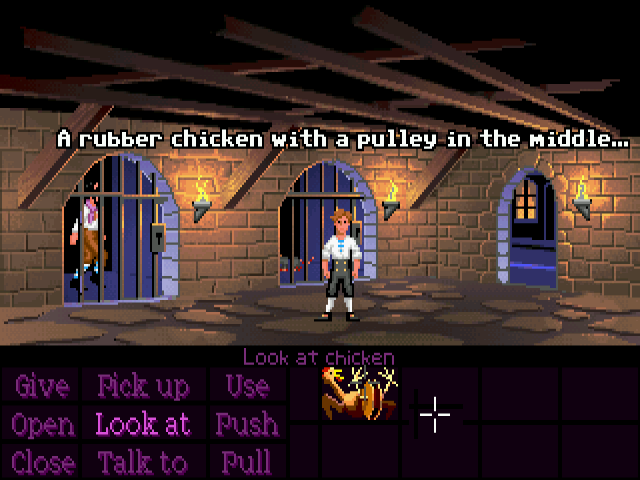 A rubber chicken with a pulley in the middle...
Look at chicken
Give Pick up Use
Open Look at Push
Close Talk to Pull